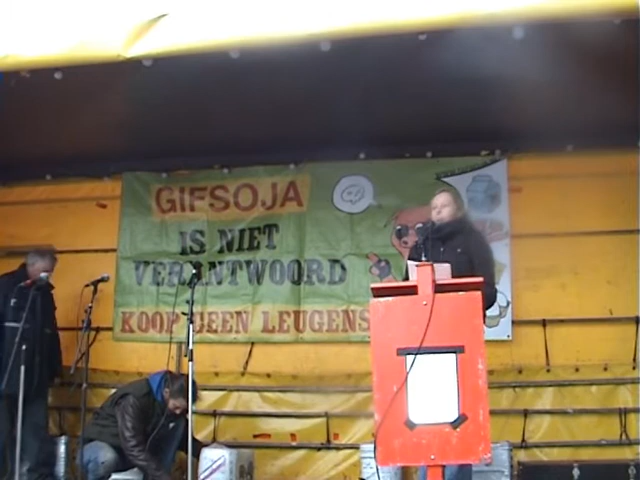 GIFSOJA
IS NIET
VERANTWOORD
KOOP GEEN LEUGENS